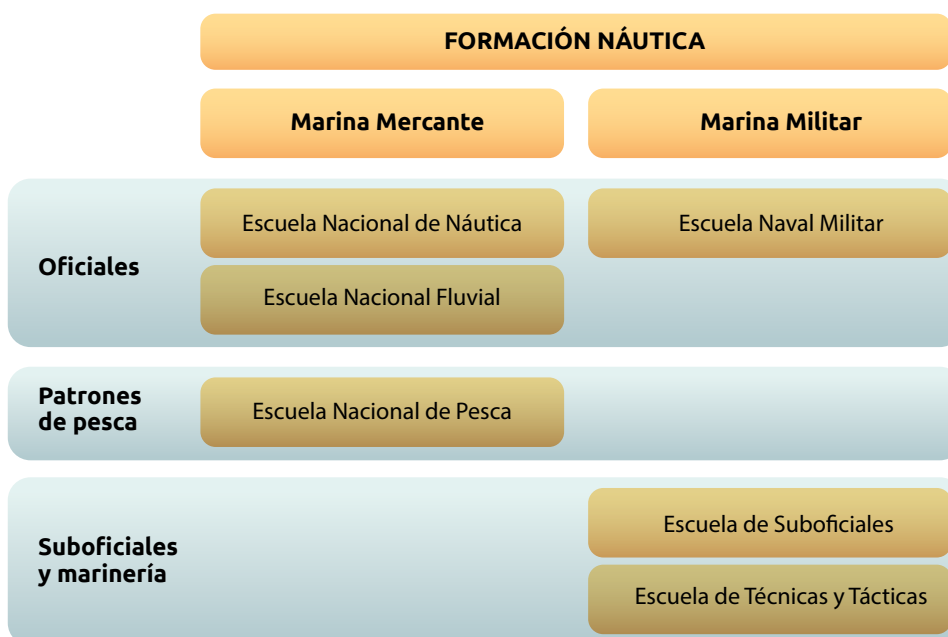 FORMACIÓN NÁUTICA
Marina Mercante
Marina Militar
Oficiales
Escuela Nacional de Náutica
Escuela Naval Militar
Escuela Nacional Fluvial
Patrones
de pesca
Escuela Nacional de Pesca
Suboficiales
y marinería
Escuela de Suboficiales
Escuela de Técnicas y Tácticas